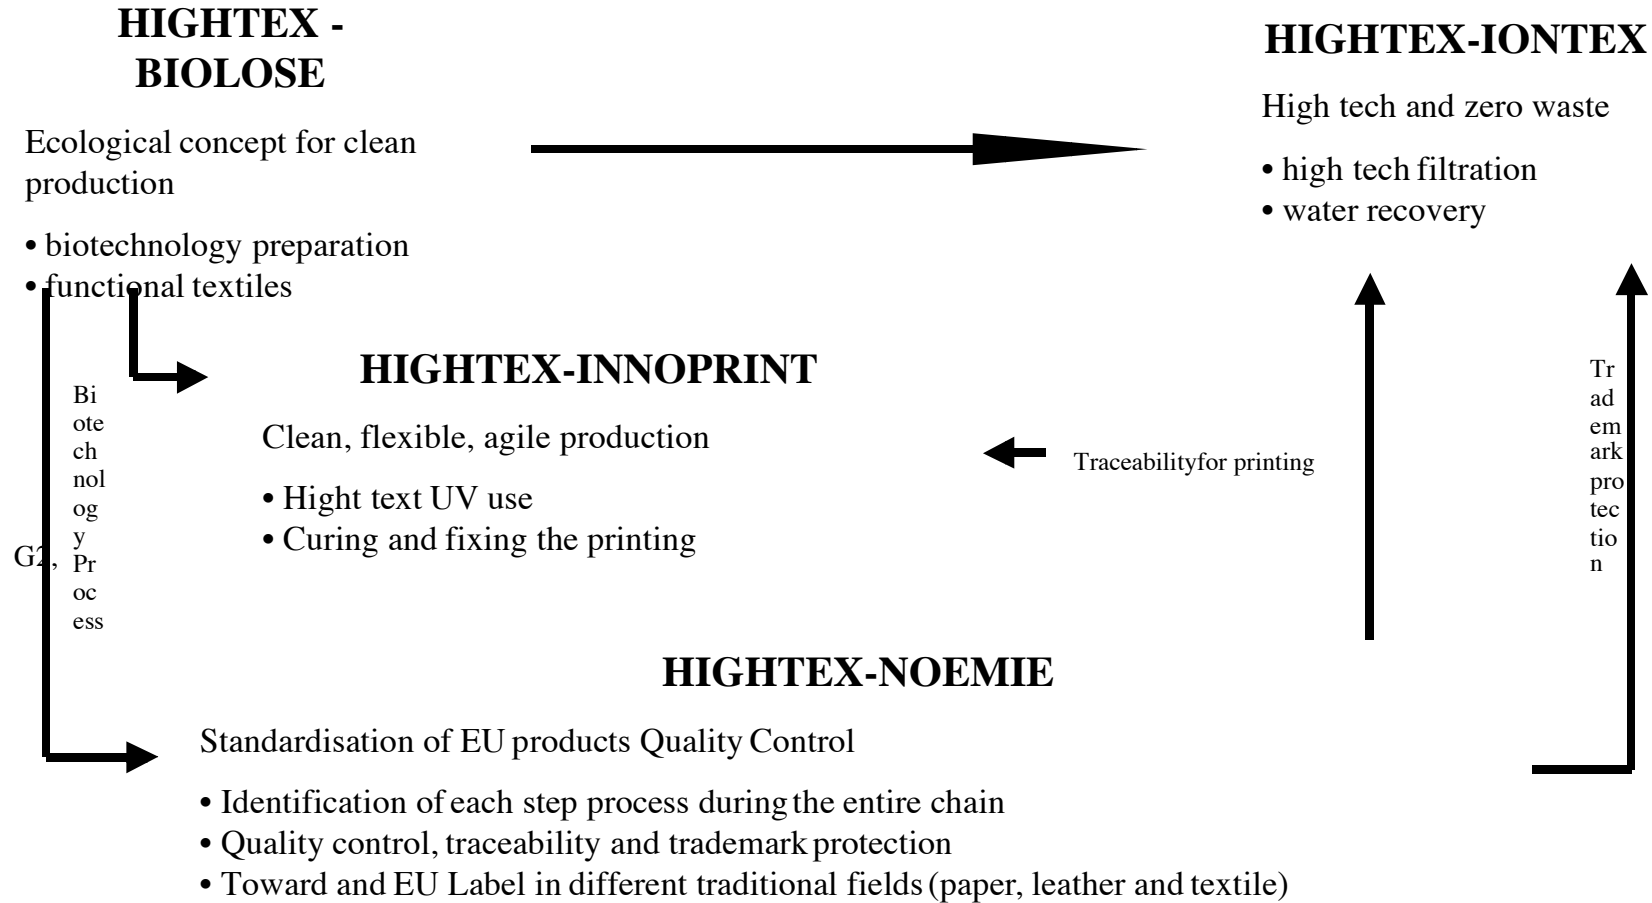 HIGHTEX -
BIOLOSE
Ecological concept for clean
production
• biotechnology preparation
• functional textiles
HIGHTEX-IONTEX
High tech and zero waste
• high tech filtration
• water recovery
HIGHTEX-INNOPRINT
Clean, flexible, agile production
• Hight text UV use
• Curing and fixing the printing
Bi
ote
ch
nol
og
y
Pr
oc
ess
G2,
Traceabilityfor printing
Tr
ad
em
ark
pro
tec
tio
n
HIGHTEX-NOEMIE
Standardisation of EU products Quality Control
• Identification of each step process during the entire chain
• Quality control, traceability and trademark protection
• Toward and EU Label in different traditional fields (paper, leather and textile)